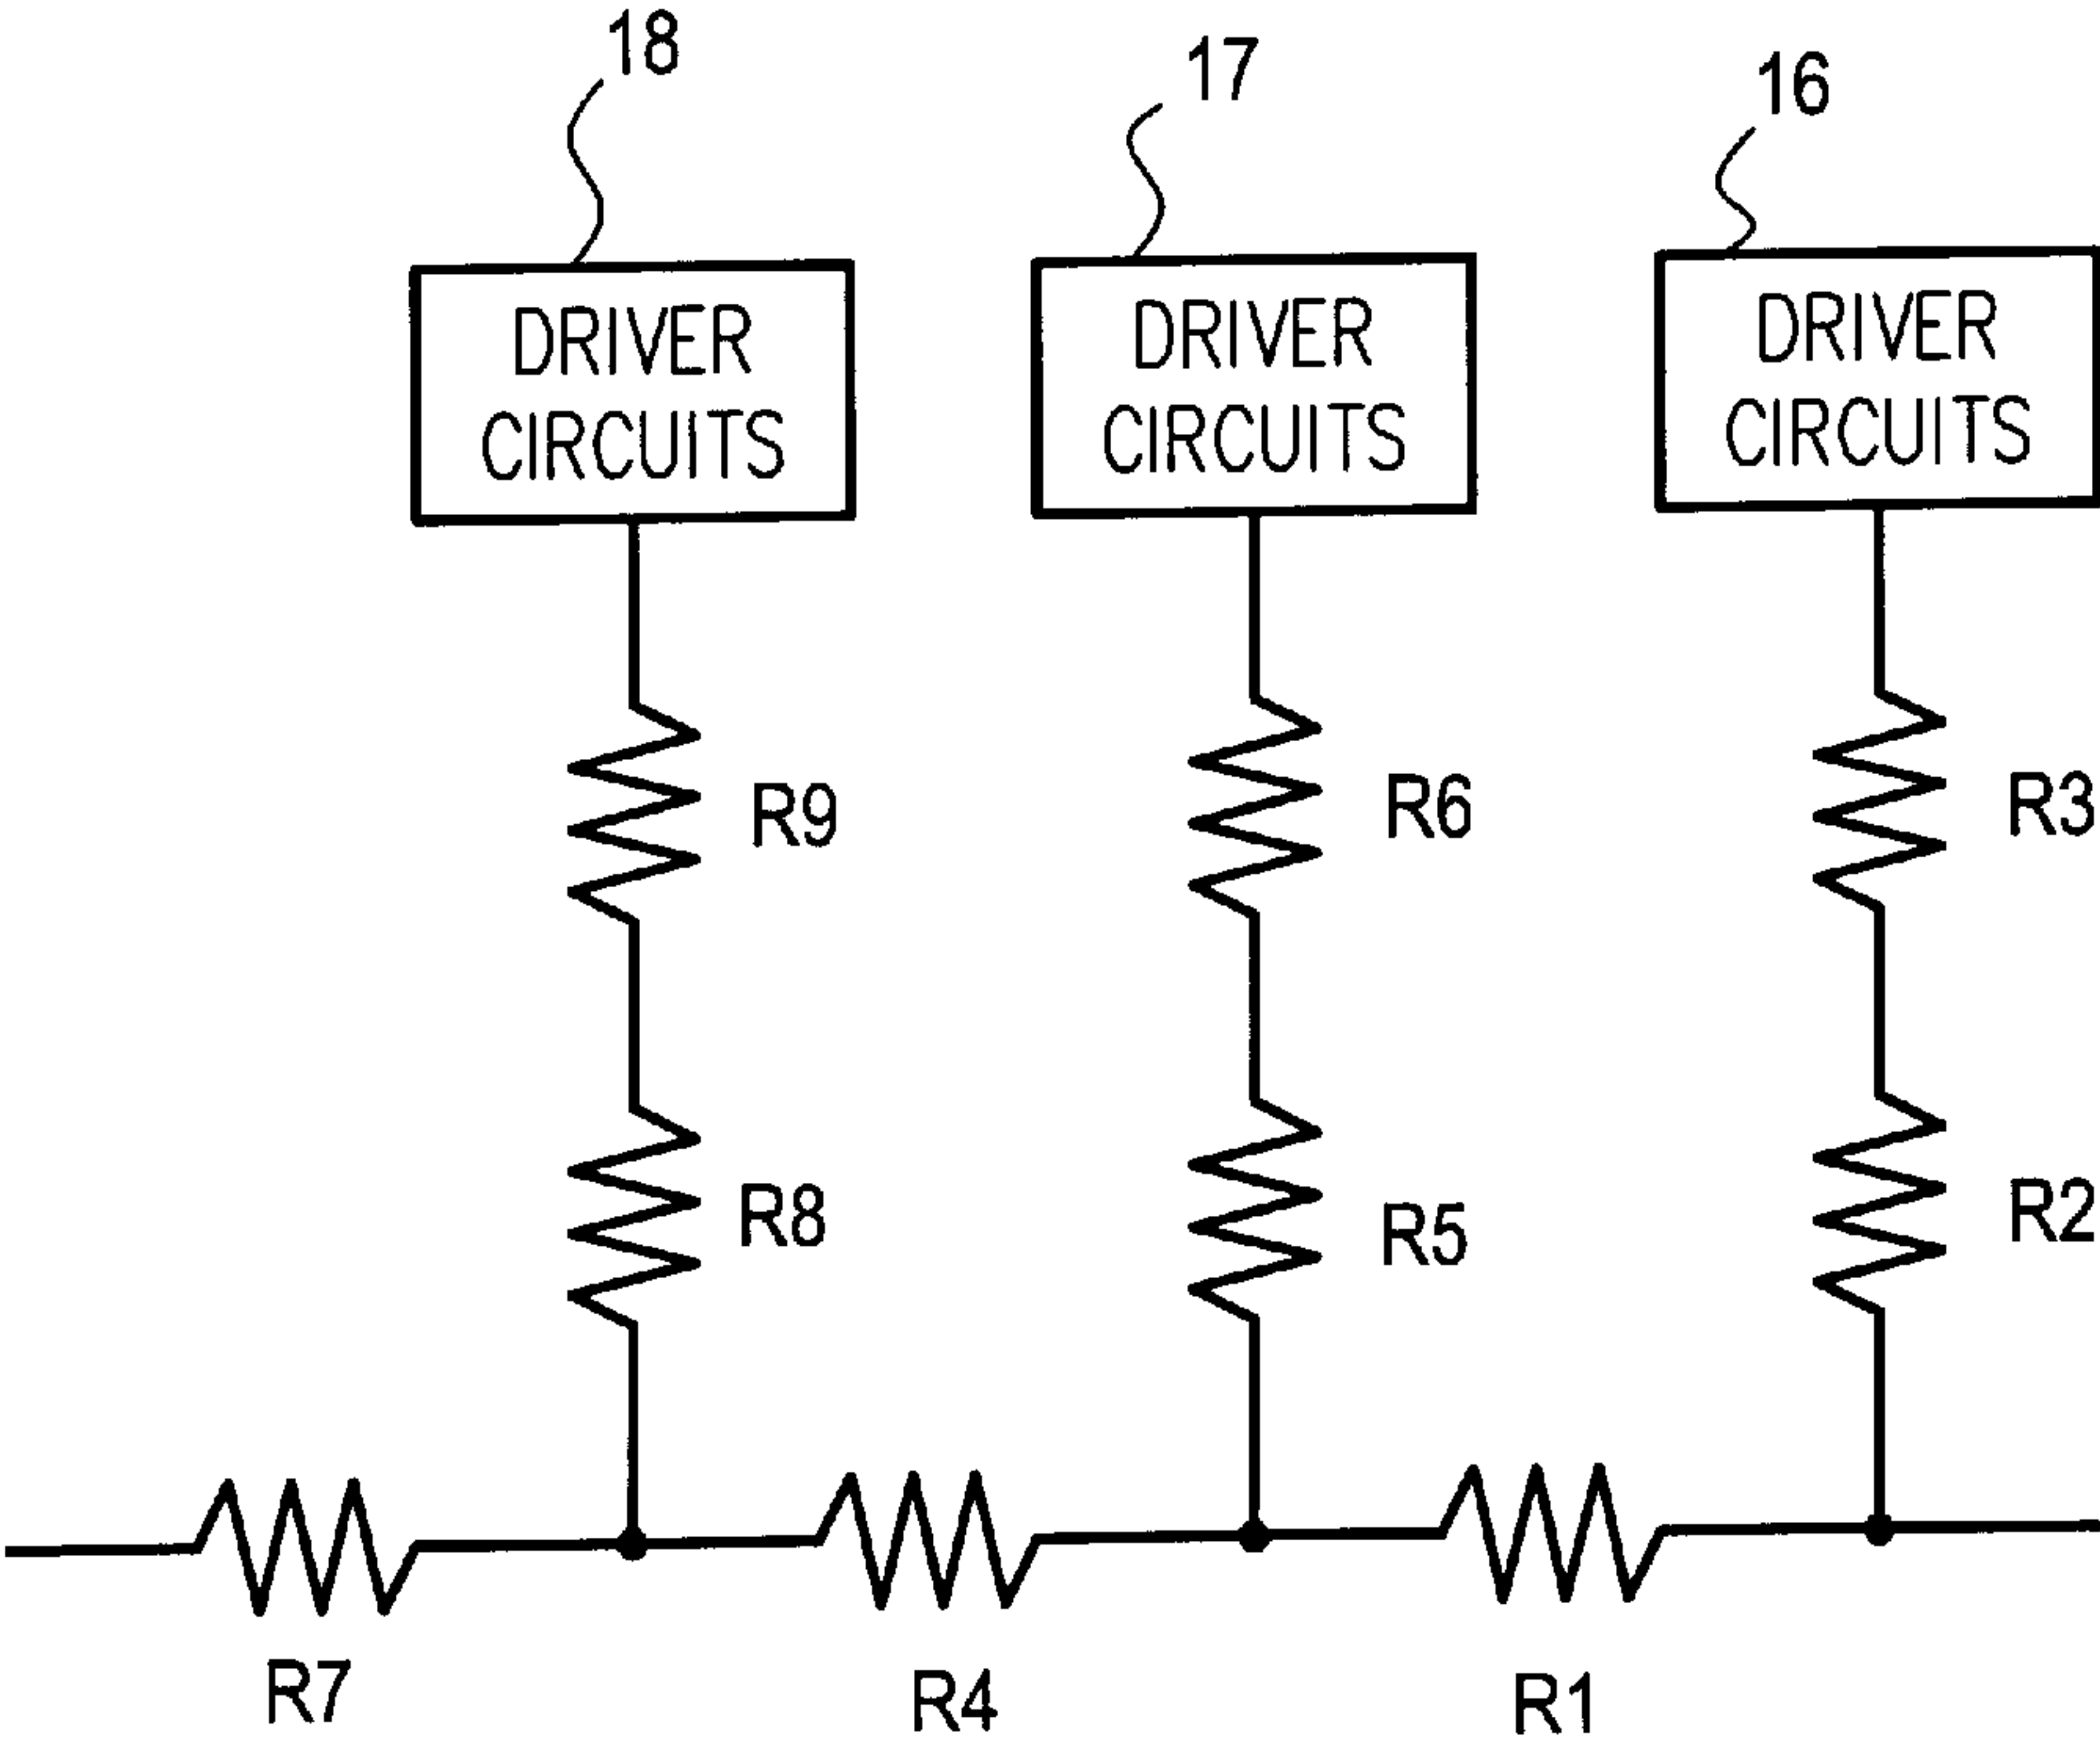 18
17
16
DRIVER
CIRCUITS
DRIVER
CIRCUITS
DRIVER
CIRCUITS
R9
R6
R3
R8
R5
R2
R7
R4
R1